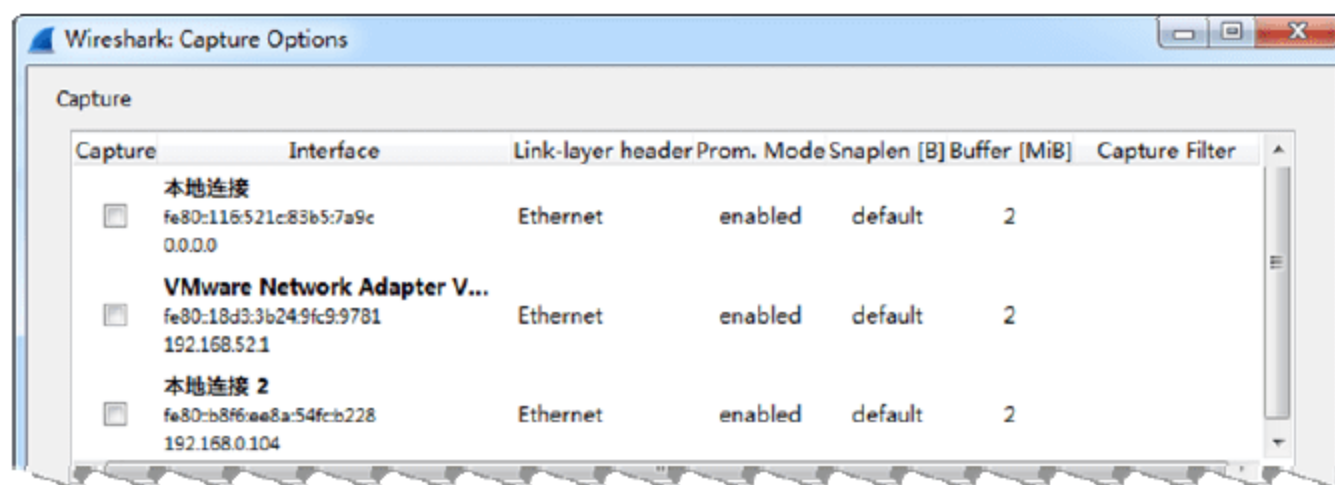 Wireshark: Capture Options
Capture
Capture Interface Link-layer header Prom. Mode Snaplen [B] Buffer [MiB] Capture Filter
本地连接
fe80::116:521c:83b5:7a9c Ethernet enabled default 2
0.0.0.0
VMware Network Adapter V...
fe80::18d3:3b24:9fc9:9781 Ethernet enabled default 2
192.168.52.1
本地连接 2
fe80::b8f6:ee8a:54fc:b228 Ethernet enabled default 2
192.168.0.104